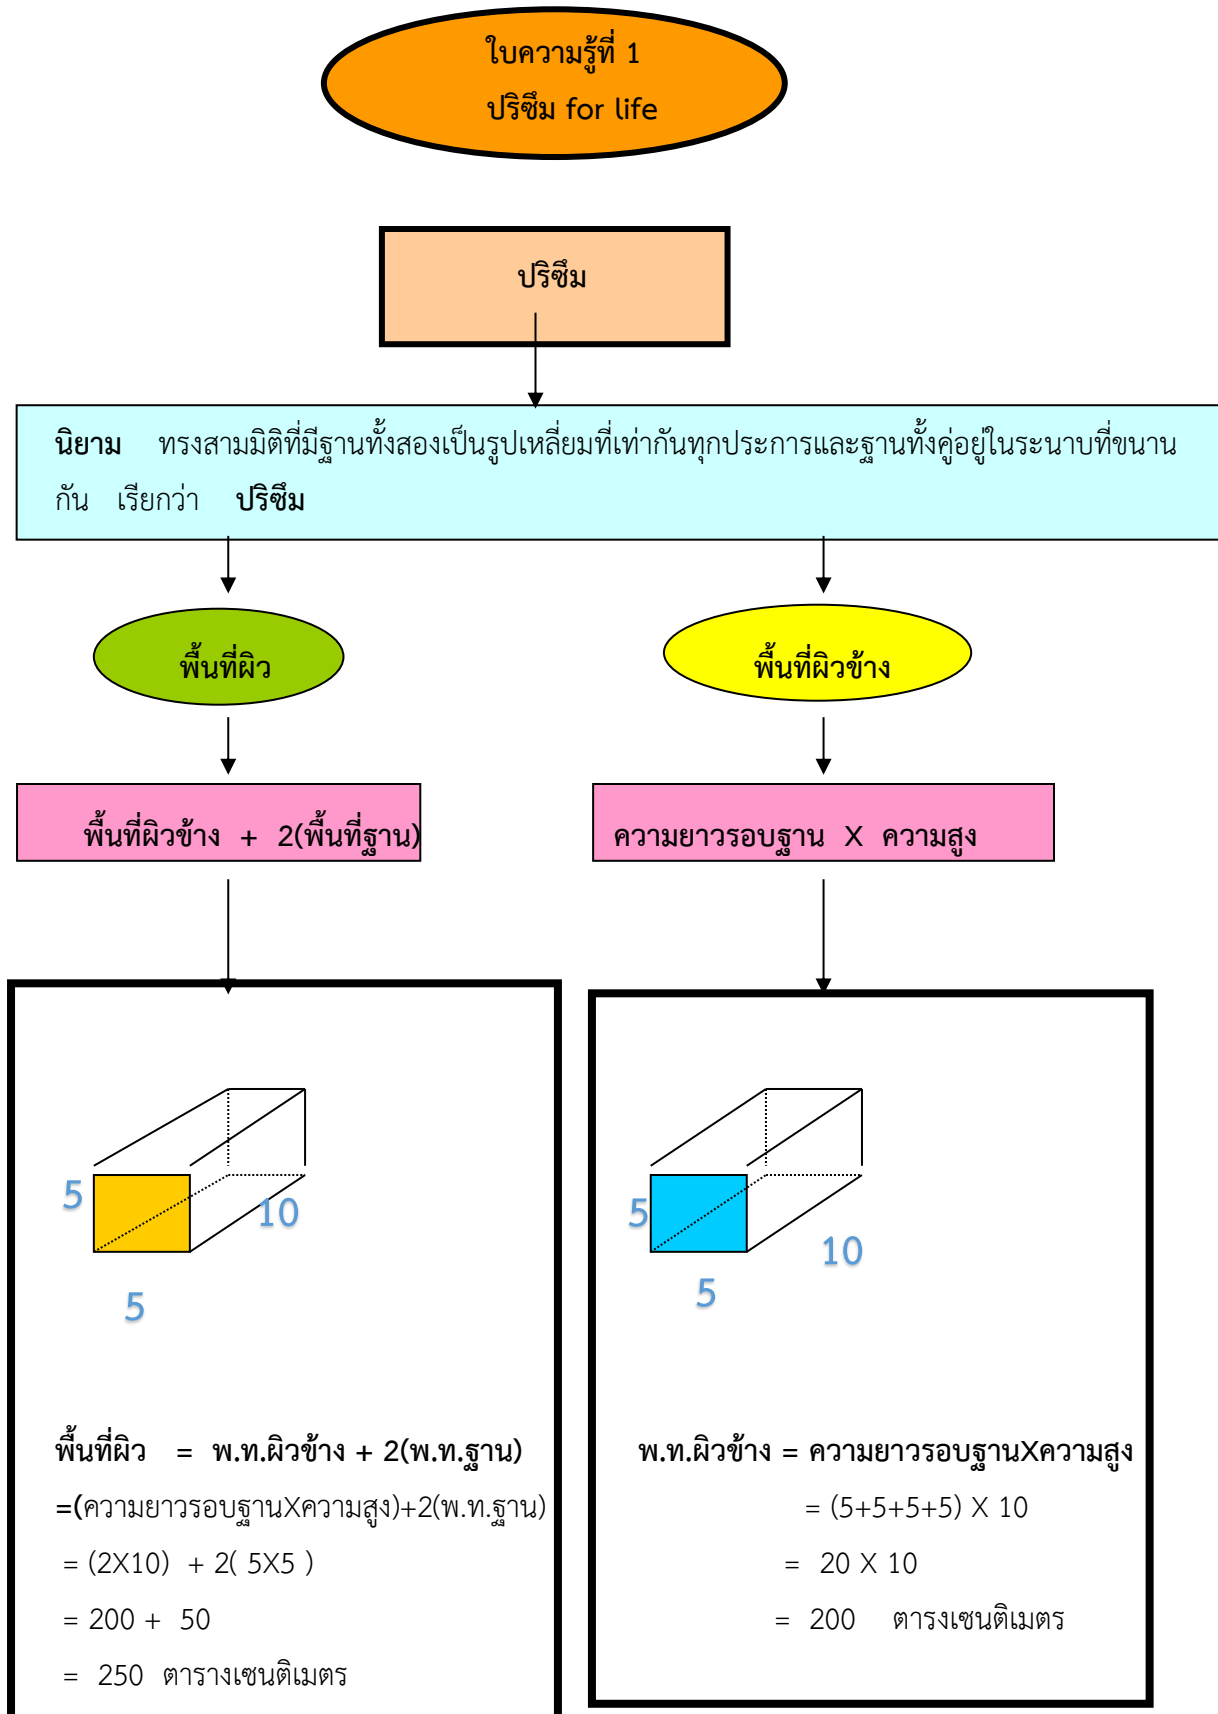 ใบความรู้ที่ 1
ปริซึม for life
ปริซึม
นิยาม ทรงสามมิติที่มีฐานทั้งสองเป็นรูปเหลี่ยมที่เท่ากันทุกประการและฐานทั้งคู่อยู่ในระนาบที่ขนาน
กัน เรียกว่า ปริซึม
พื้นที่ผิว
พื้นที่ผิวข้าง
พื้นที่ผิวข้าง + 2(พื้นที่ฐาน)
ความยาวรอบฐาน X ความสูง
5
10
5
5
10
5
พื้นที่ผิว = พ.ท.ผิวข้าง + 2(พ.ท.ฐาน)
=(ความยาวรอบฐานXความสูง)+2(พ.ท.ฐาน)
= (2X10) + 2( 5X5 )
= 200 + 50
= 250 ตารางเซนติเมตร
พ.ท.ผิวข้าง = ความยาวรอบฐานXความสูง
= (5+5+5+5) X 10
= 20 X 10
= 200 ตารงเซนติเมตร